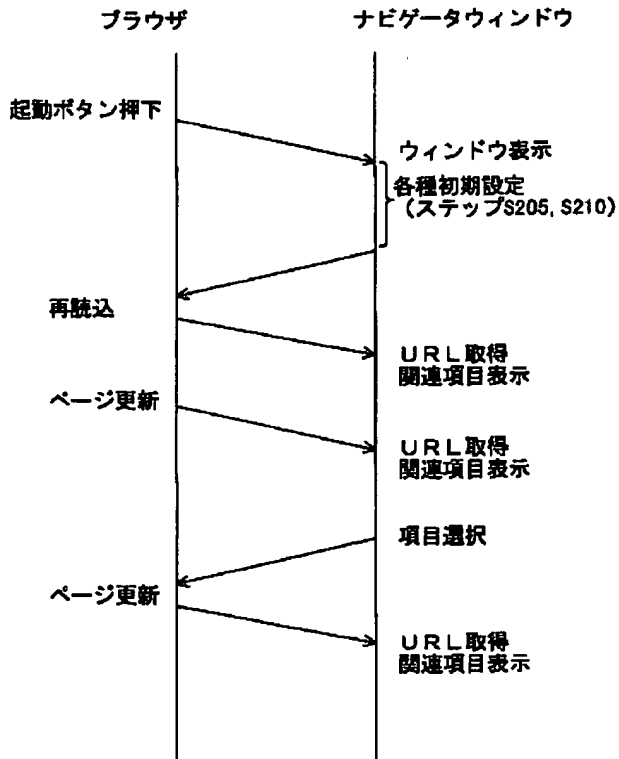 ブラウザ
ナビゲータウィンドウ
起動ボタン押下
ウィンドウ表示
各種初期設定
（ステップS205, S210）
再読込
ＵＲＬ取得
関連項目表示
ページ更新
ＵＲＬ取得
関連項目表示
項目選択
ページ更新
ＵＲＬ取得
関連項目表示